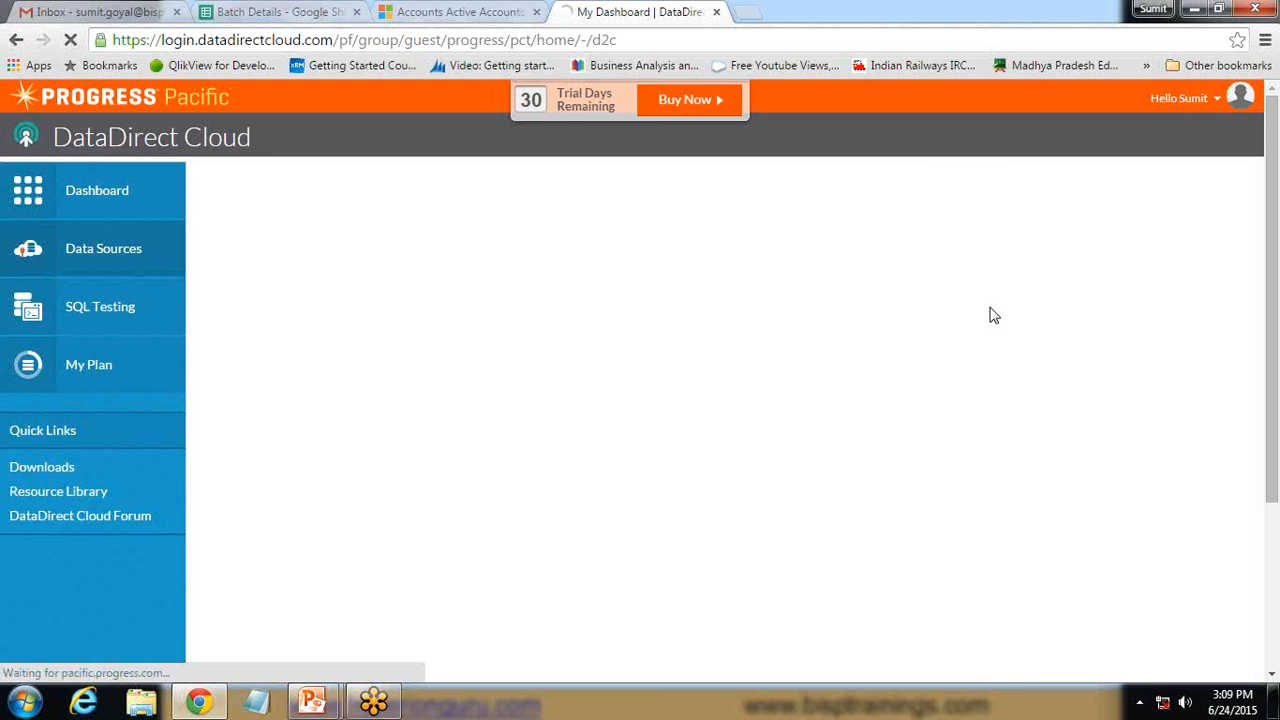 Inbox - sumit.goyal@bisp
Batch Details - Google Sh
Accounts Active Accounts
My Dashboard | DataDirec
Sumit
https://login.datadirectcloud.com/pf/group/guest/progress/pct/home/-/d2c
Apps
Bookmarks
QlikView for Develo...
Getting Started Cou...
Video: Getting start...
Business Analysis an...
Free Youtube Views,...
Indian Railways IRC...
Madhya Pradesh Ed...
»
Other bookmarks
PROGRESS Pacific
30
Trial Days
Remaining
Buy Now
Hello Sumit
DataDirect Cloud
Dashboard
Data Sources
SQL Testing
My Plan
Quick Links
Downloads
Resource Library
DataDirect Cloud Forum
Waiting for pacific.progress.com...
3:09 PM
6/24/2015